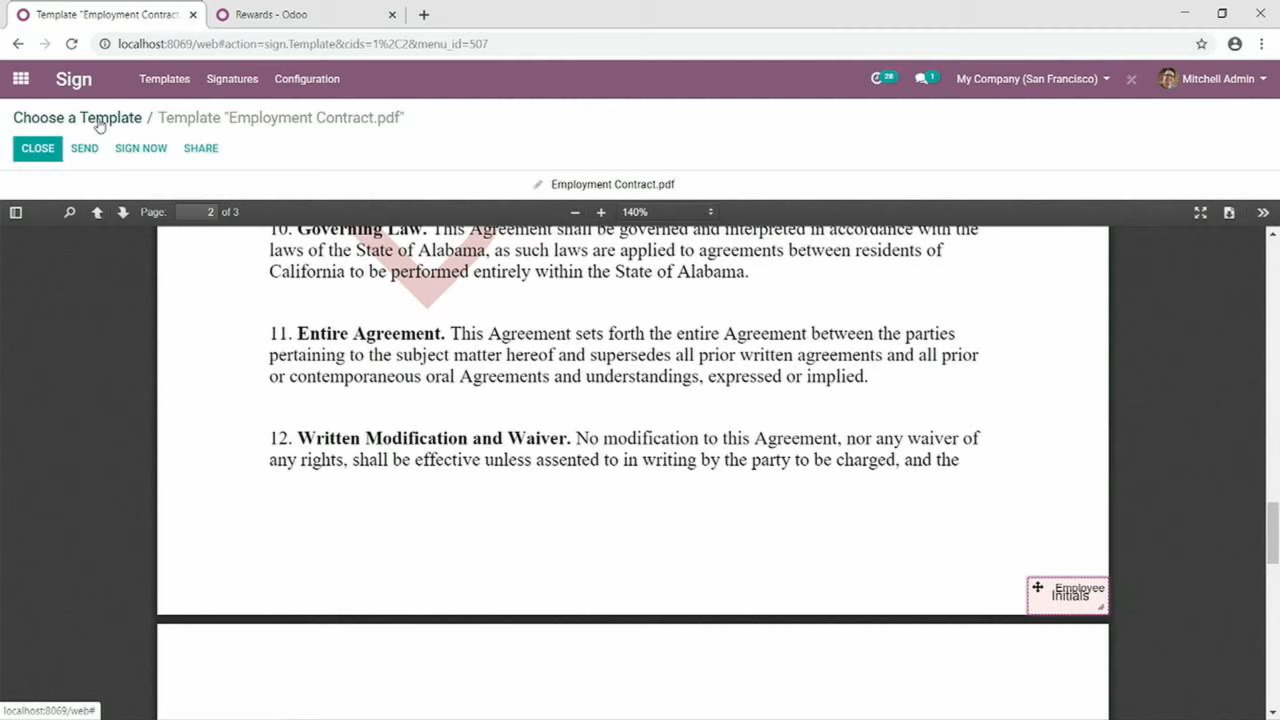 Template "Employment Contract.
Rewards - Odoo
localhost:8069/web#action=sign.Template&cids=1%2C2&menu_id=507
Sign
Templates
Signatures
Configuration
28
1
My Company (San Francisco)
Mitchell Admin
Choose a Template / Template "Employment Contract.pdf"
CLOSE
SEND
SIGN NOW
SHARE
Employment Contract.pdf
Page: 2 of 3
140%
10. Governing Law. This Agreement shall be governed and interpreted in accordance with the
laws of the State of Alabama, as such laws are applied to agreements between residents of
California to be performed entirely within the State of Alabama.
11. Entire Agreement. This Agreement sets forth the entire Agreement between the parties
pertaining to the subject matter hereof and supersedes all prior written agreements and all prior
or contemporaneous oral Agreements and understandings, expressed or implied.
12. Written Modification and Waiver. No modification to this Agreement, nor any waiver of
any rights, shall be effective unless assented to in writing by the party to be charged, and the
Employee
Initials
localhost:8069/web#